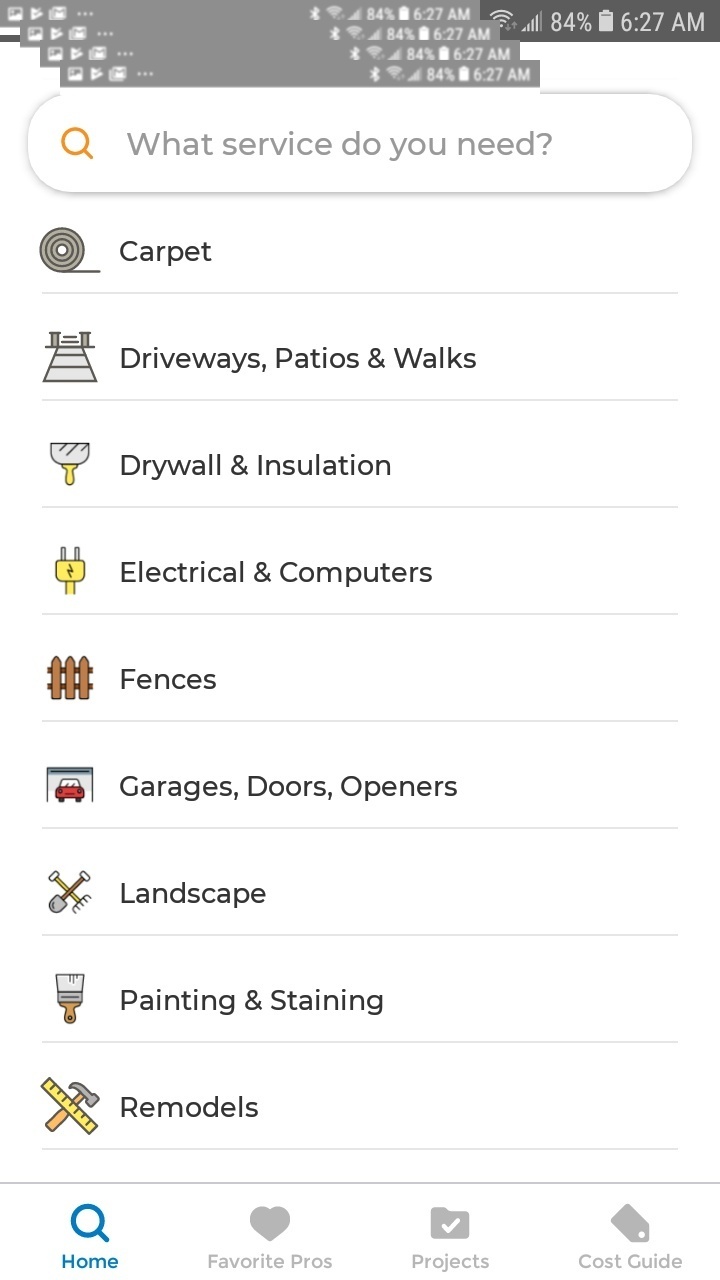 84% 6:27 AM
84% 6:27 AM
84% 6:27 AM
84% 6:27 AM
84% 6:27 AM
What service do you need?
Carpet
Driveways, Patios & Walks
Drywall & Insulation
Electrical & Computers
Fences
Garages, Doors, Openers
Landscape
Painting & Staining
Remodels
Home Favorite Pros Projects Cost Guide